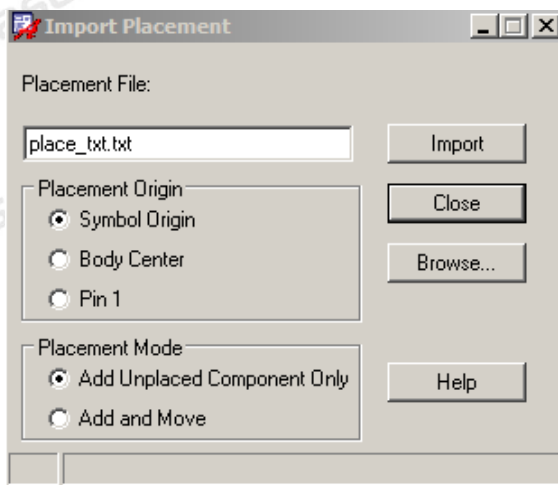 Import Placement
Placement File:
place_txt.txt
Import
Placement Origin
Symbol Origin
Close
Body Center
Browse...
Pin 1
Placement Mode
Add Unplaced Component Only
Help
Add and Move